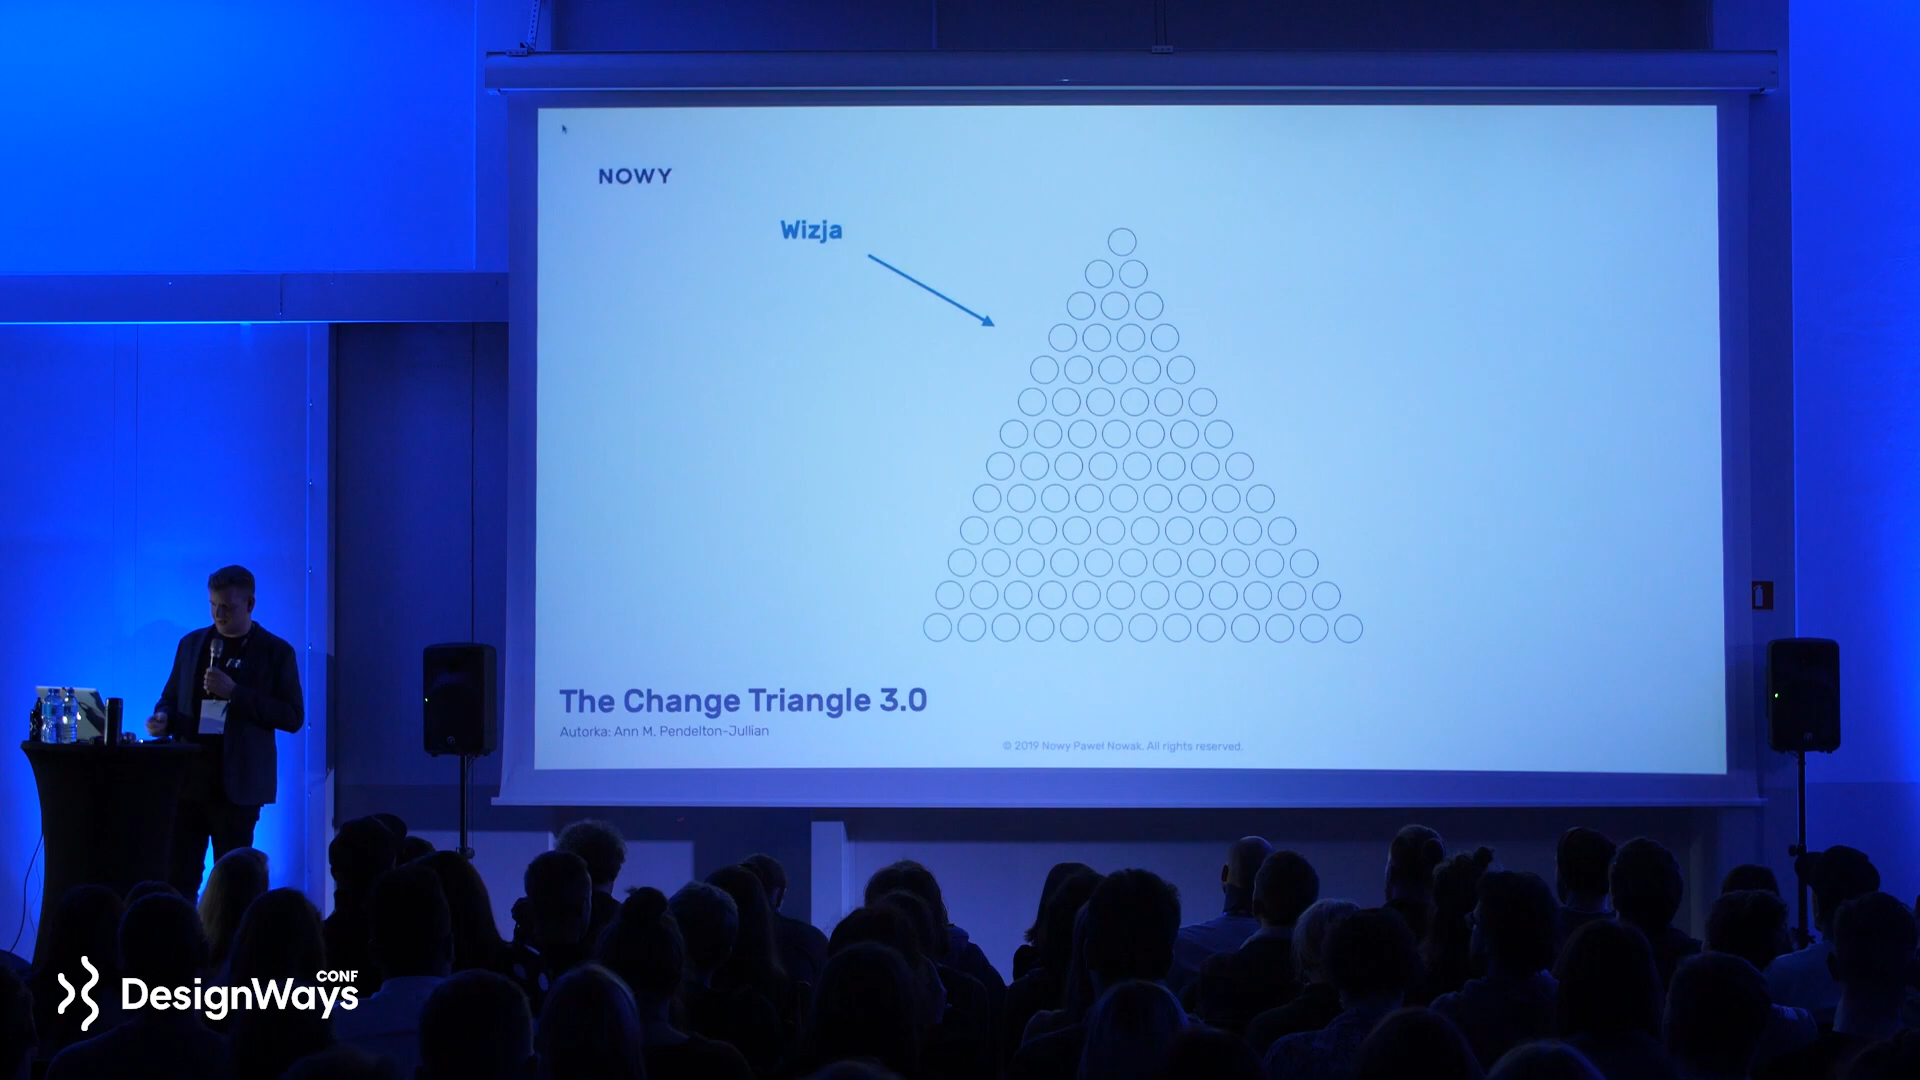 NOWY
Wizja
The Change Triangle 3.0
Autorka: Ann M. Pendelton-Jullian
© 2019 Nowy Paweł Nowak. All rights reserved.
DesignWays CONF